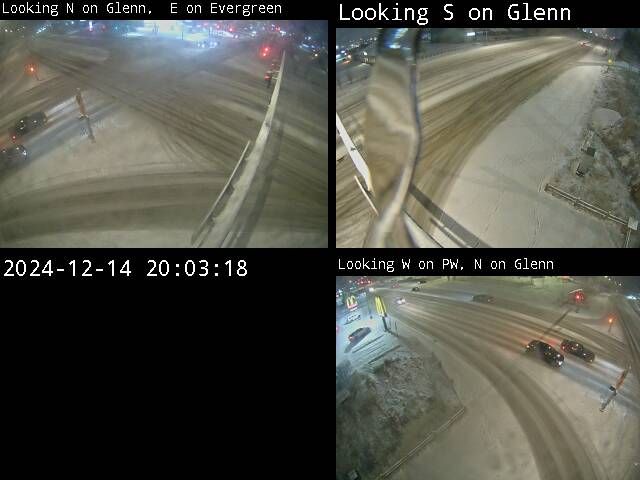 Looking N on Glenn,  E on Evergreen
Looking S on Glenn
2024-12-14 20:03:18
Looking W on PW, N on Glenn